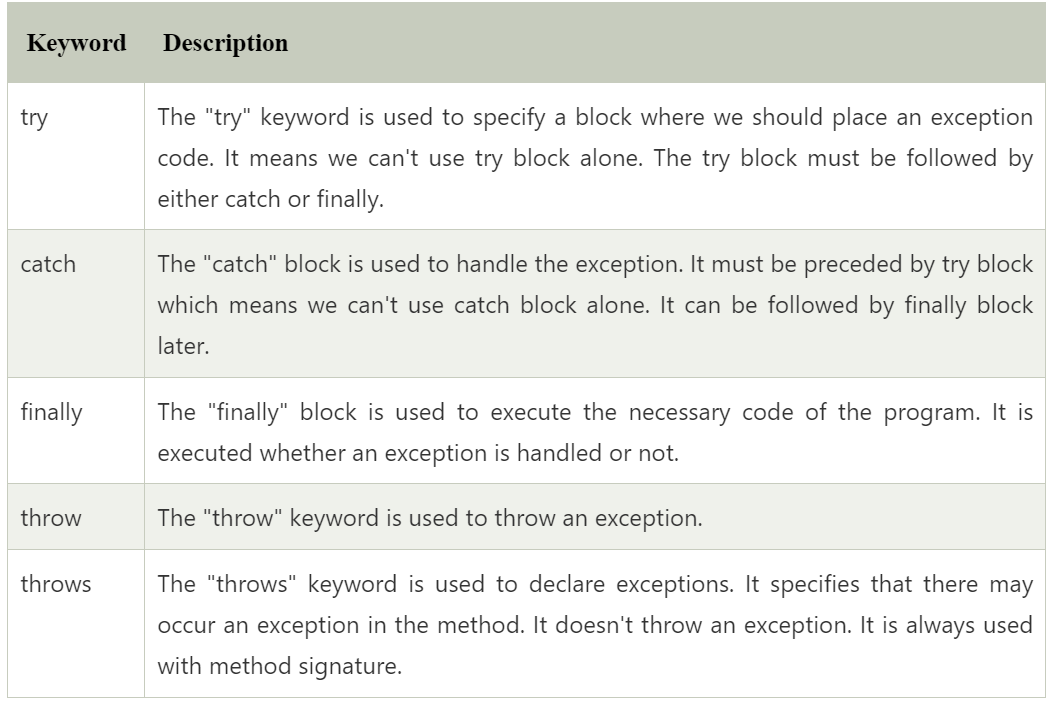 Keyword Description
try
The "try" keyword is used to specify a block where we should place an exception
code. It means we can't use try block alone. The try block must be followed by
either catch or finally.
catch
The "catch" block is used to handle the exception. It must be preceded by try block
which means we can't use catch block alone. It can be followed by finally block
later.
finally
The "finally" block is used to execute the necessary code of the program. It is
executed whether an exception is handled or not.
throw
The "throw" keyword is used to throw an exception.
throws
The "throws" keyword is used to declare exceptions. It specifies that there may
occur an exception in the method. It doesn't throw an exception. It is always used
with method signature.